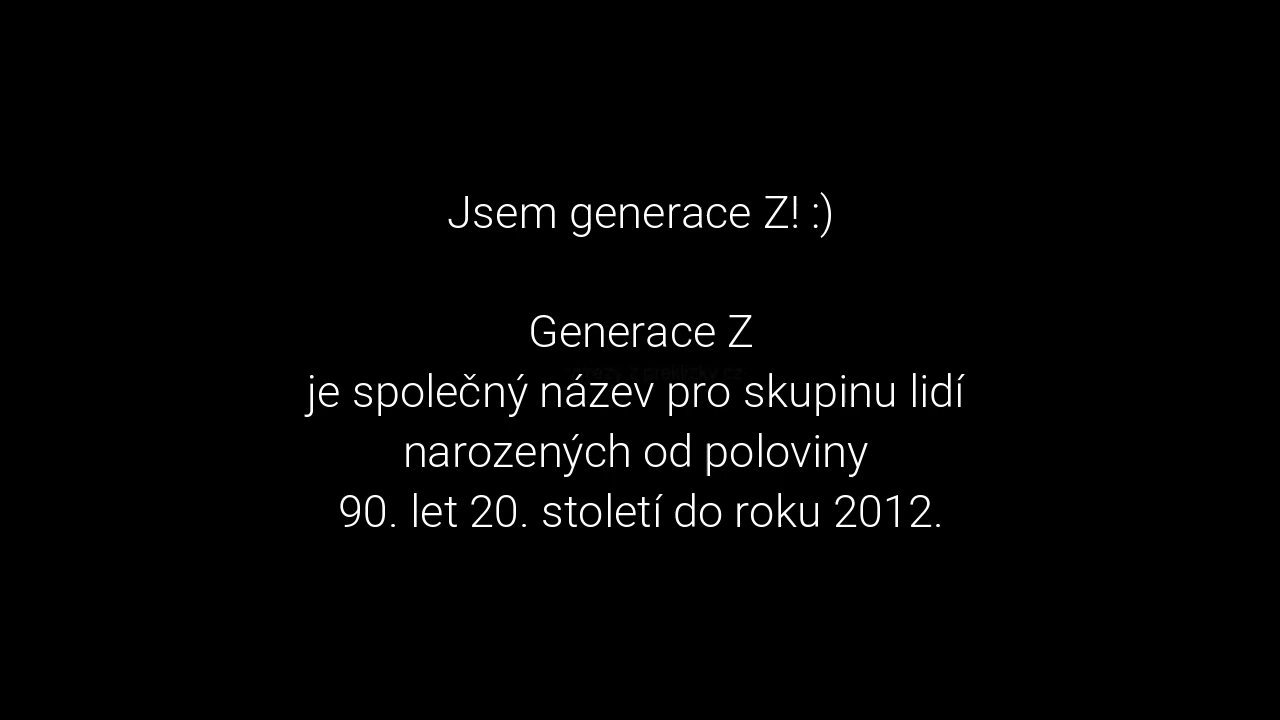 Jsem generace Z! :)
Generace Z
je společný název pro skupinu lidí
narozených od poloviny
90. let 20. století do roku 2012.